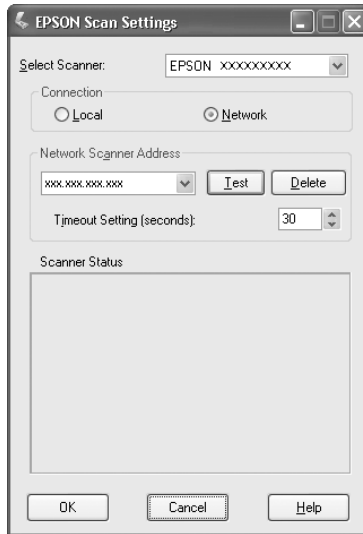 EPSON Scan Settings
Select Scanner: EPSON XXXXXXXXX
Connection
Local Network
Network Scanner Address
xxx.xxx.xxx.xxx Test Delete
Timeout Setting (seconds): 30
Scanner Status
OK Cancel Help